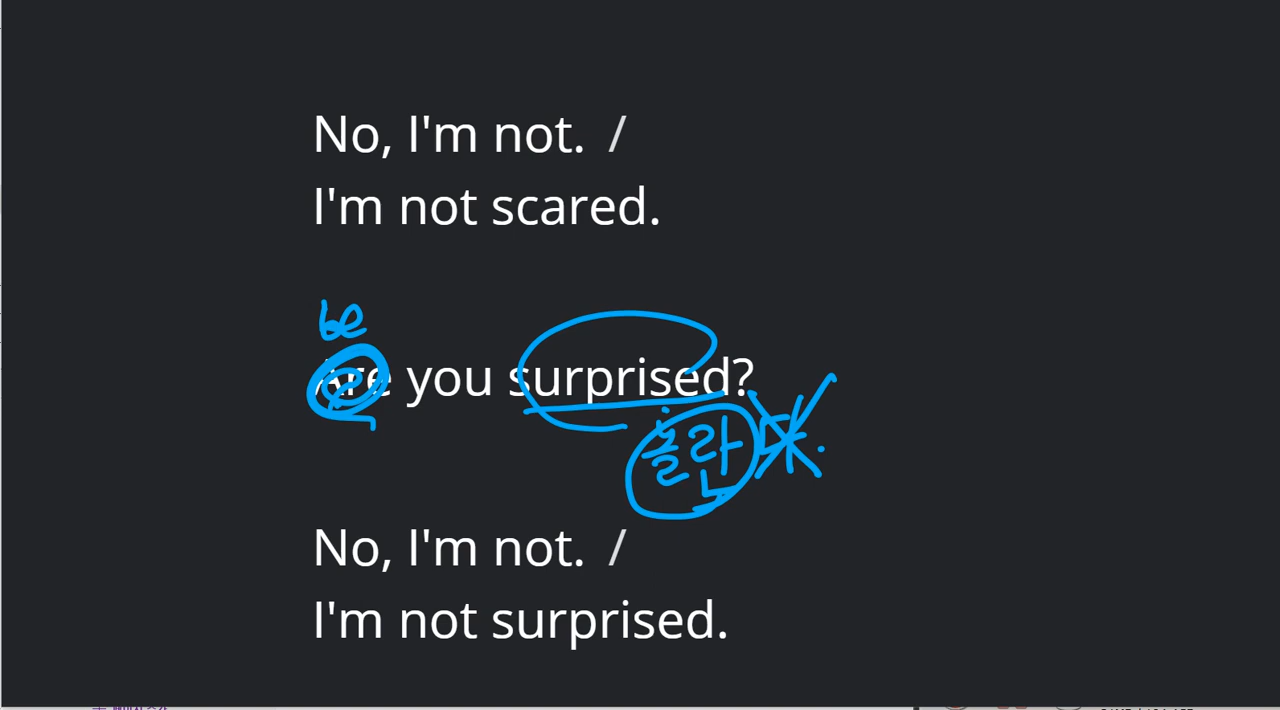 No, I'm not. /
I'm not scared.
be
Are you surprised?
놀란
No, I'm not. /
I'm not surprised.